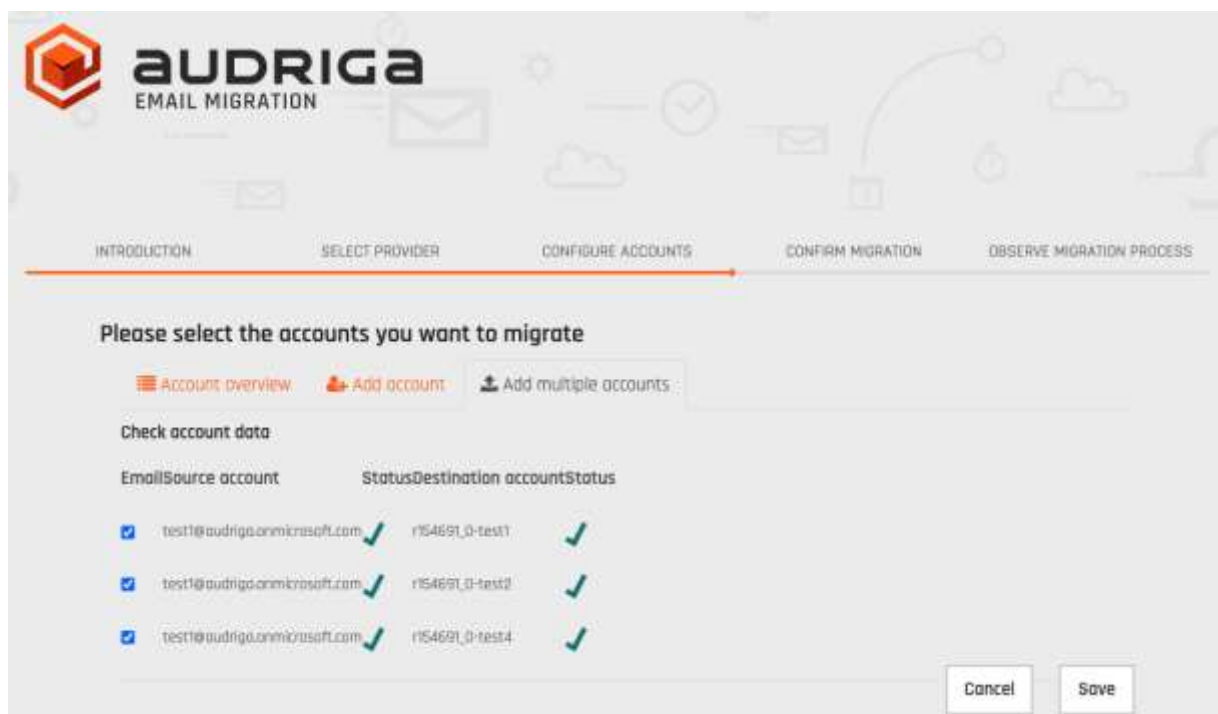 audriga
EMAIL MIGRATION
INTRODUCTION SELECT PROVIDER CONFIGURE ACCOUNTS CONFIRM MIGRATION OBSERVE MIGRATION PROCESS
Please select the accounts you want to migrate
Account overview Add account Add multiple accounts
Check account data
EmailSource account StatusDestination accountStatus
test1@audriga.onmicrosoft.com r154691_0-test1
test1@audriga.onmicrosoft.com r154691_0-test2
test1@audriga.onmicrosoft.com r154691_0-test4
Cancel Save